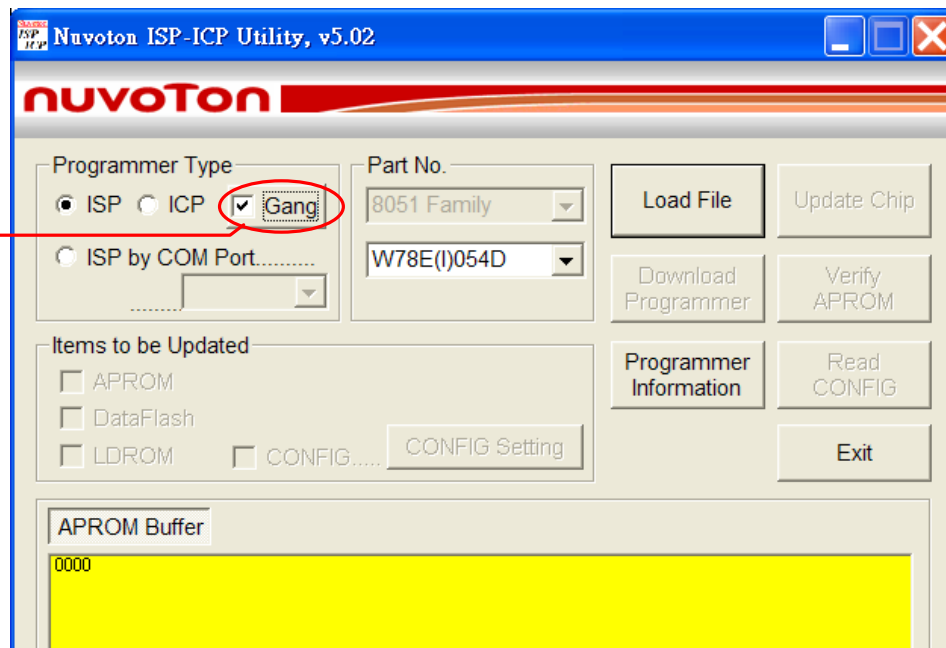 Nuvoton ISP-ICP Utility, v5.02
nuvoTon
Programmer Type
ISP ICP Gang
ISP by COM Port..........
........
Part No.
8051 Family
W78E(I)054D
Load File
Update Chip
Download
Programmer
Verify
APROM
Programmer
Information
Read
CONFIG
Exit
Items to be Updated
APROM
DataFlash
LDROM
CONFIG.....
CONFIG Setting
APROM Buffer
0000